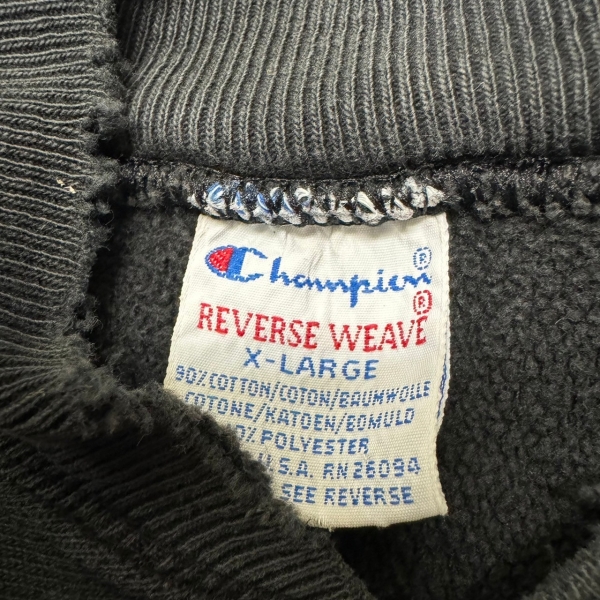 Champion®
REVERSE WEAVE®
X-LARGE
90% COTTON/COTON/BAUMWOLLE
COTONE/KATOEN/BOMULD
% POLYESTER
U.S.A. RN 26094
SEE REVERSE